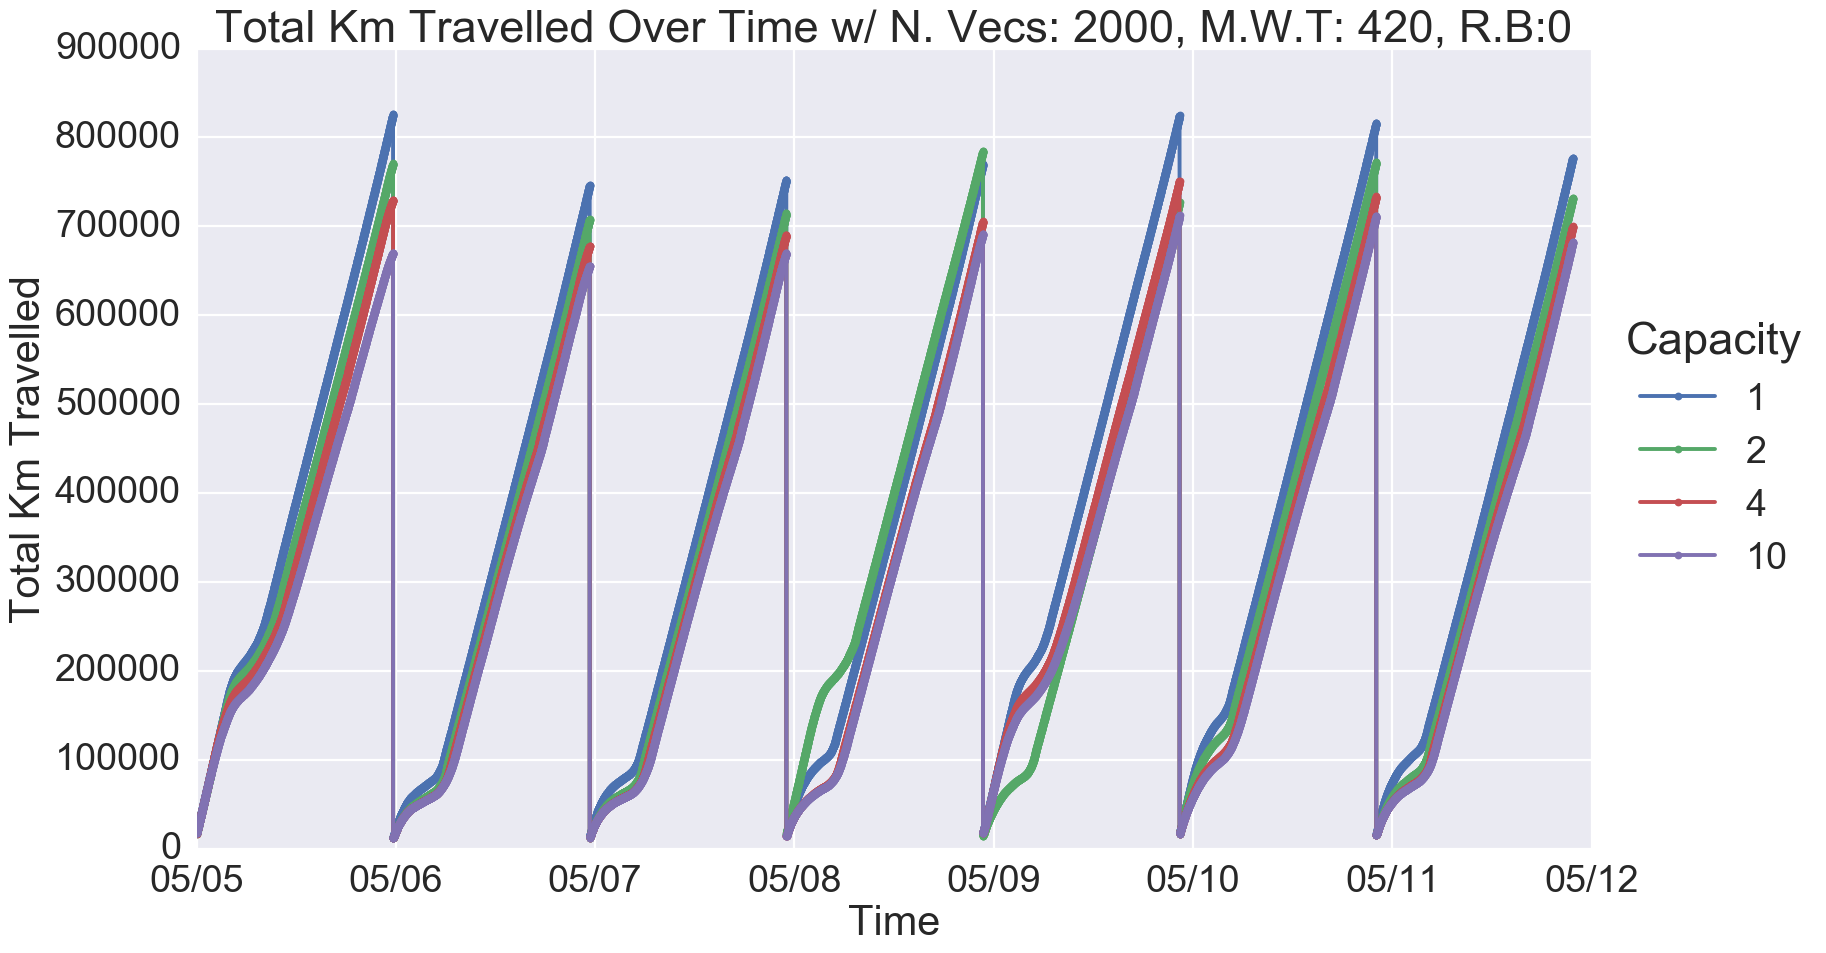 Total Km Travelled Over Time w/ N. Vecs: 2000, M.W.T: 420, R.B:0
Total Km Travelled
900000
800000
700000
600000
500000
400000
300000
200000
100000
0
05/05 05/06 05/07 05/08 05/09 05/10 05/11 05/12
Time
Capacity
1
2
4
10